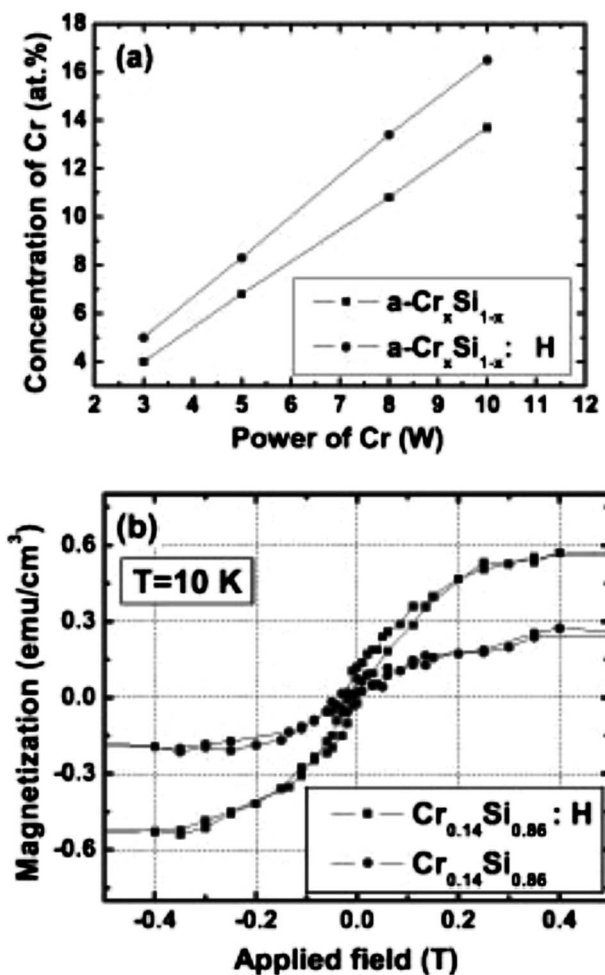 (a)
Concentration of Cr (at.%)
18
16
14
12
10
8
6
4
a-CrₓSi₁₋ₓ
a-CrₓSi₁₋ₓ: H
2 3 4 5 6 7 8 9 10 11 12
Power of Cr (W)
(b)
T=10 K
Magnetization (emu/cm³)
0.6
0.3
0.0
-0.3
-0.6
Cr₀.₁₄Si₀.₈₆ : H
Cr₀.₁₄Si₀.₈₆
-0.4 -0.2 0.0 0.2 0.4
Applied field (T)